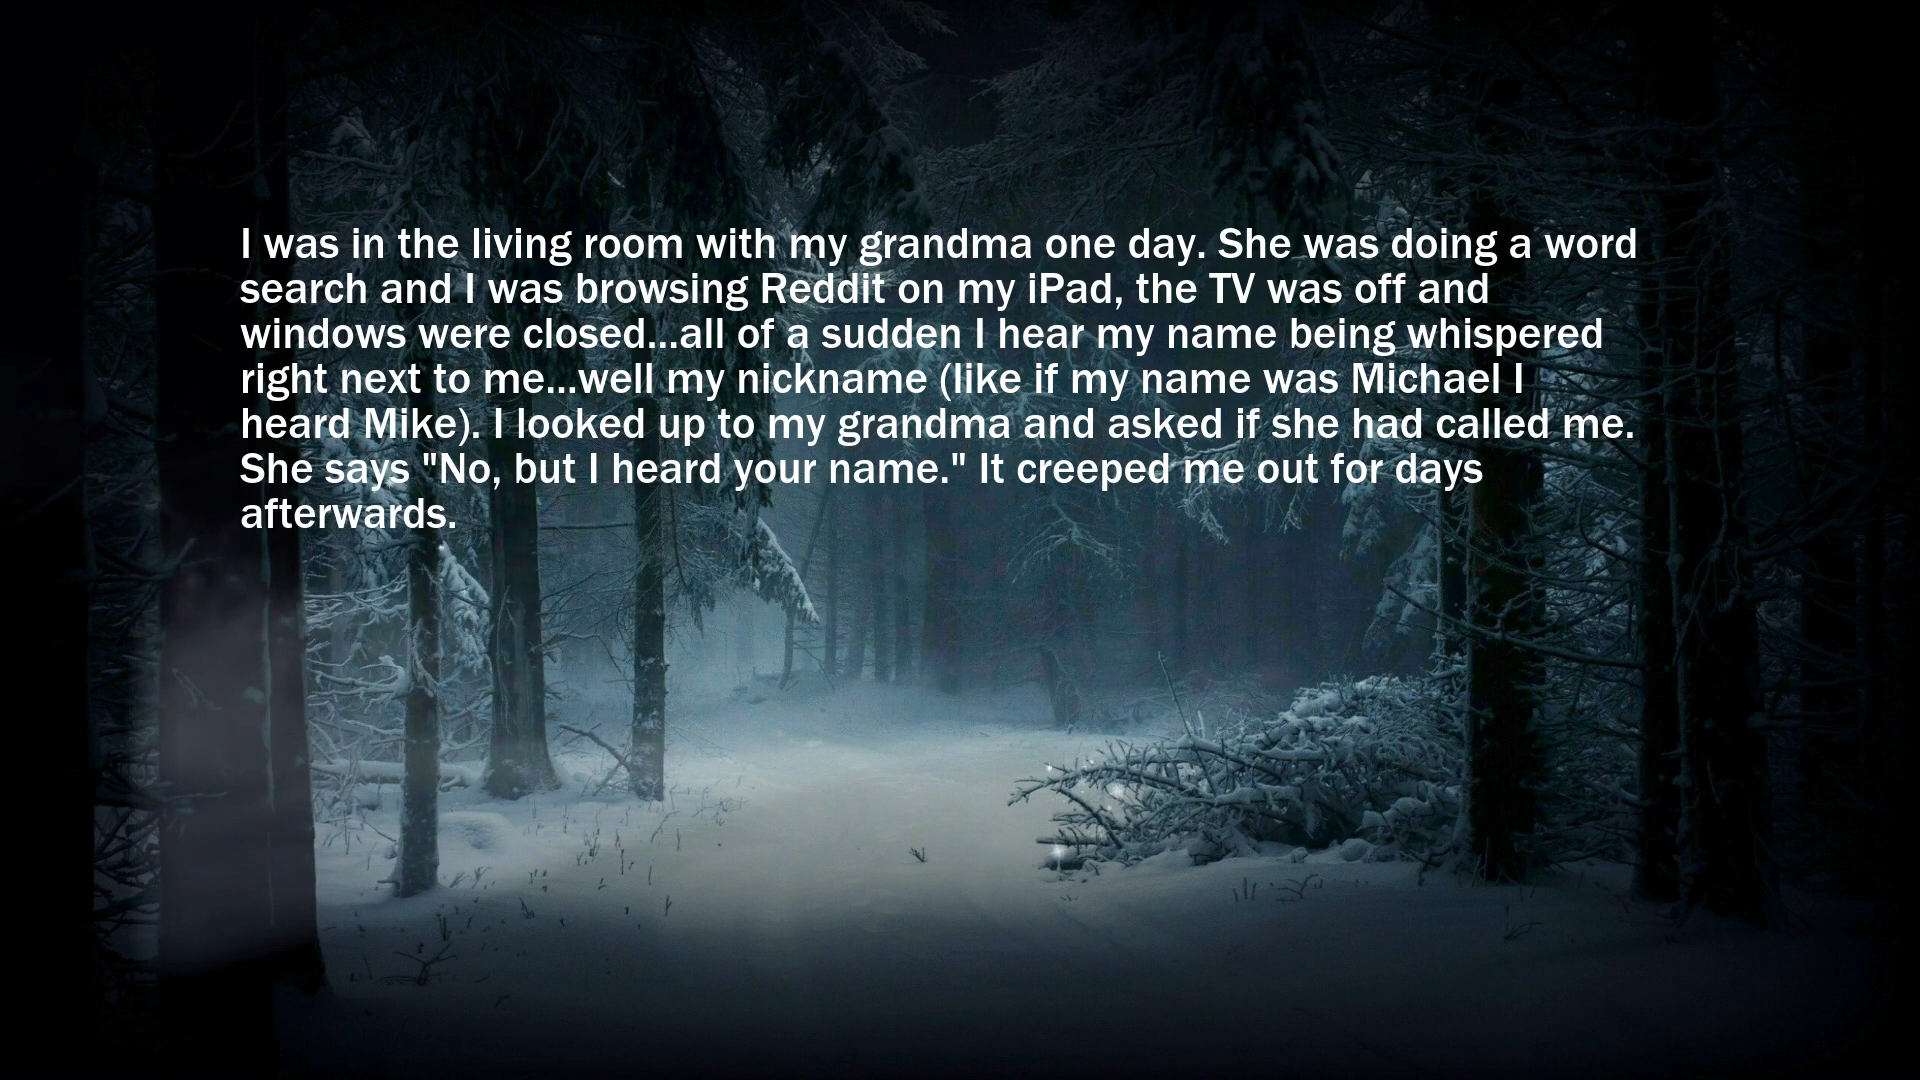 I was in the living room with my grandma one day. She was doing a word
search and I was browsing Reddit on my iPad, the TV was off and
windows were closed...all of a sudden I hear my name being whispered
right next to me...well my nickname (like if my name was Michael I
heard Mike). I looked up to my grandma and asked if she had called me.
She says "No, but I heard your name." It creeped me out for days
afterwards.